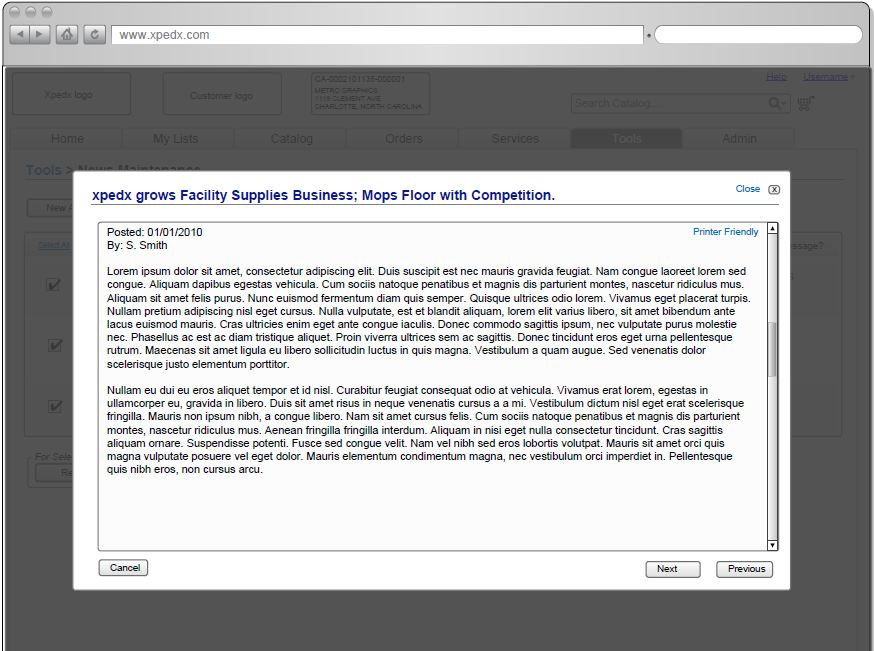 www.xpedx.com
Help Username
Xpedx logo
Customer logo
CA-0002101135-000001
METRO GRAPHICS
1119 CLEMENT AVE
CHARLOTTE, NORTH CAROLINA
Search Catalog...
Home My Lists Catalog Orders Services Tools Admin
Tools > News Maintenance
New
Select All
xpedx grows Facility Supplies Business; Mops Floor with Competition.
Close X
Posted: 01/01/2010
By: S. Smith
Printer Friendly
Lorem ipsum dolor sit amet, consectetur adipiscing elit. Duis suscipit est nec mauris gravida feugiat. Nam congue laoreet lorem sed
congue. Aliquam dapibus egestas vehicula. Cum sociis natoque penatibus et magnis dis parturient montes, nascetur ridiculus mus.
Aliquam sit amet felis purus. Nunc euismod fermentum diam quis semper. Quisque ultrices odio lorem. Vivamus eget placerat turpis.
Nullam pretium adipiscing nisl eget cursus. Nulla vulputate, est et blandit aliquam, lorem elit varius libero, sit amet bibendum ante
lacus euismod mauris. Cras ultricies enim eget ante congue iaculis. Donec commodo sagittis ipsum, nec vulputate purus molestie
nec. Phasellus ac est ac diam tristique aliquet. Proin viverra ultrices sem ac sagittis. Donec tincidunt eros eget urna pellentesque
rutrum. Maecenas sit amet ligula eu libero sollicitudin luctus in quis magna. Vestibulum a quam augue. Sed venenatis dolor
scelerisque justo elementum porttitor.
Nullam eu dui eu eros aliquet tempor et id nisl. Curabitur feugiat consequat odio at vehicula. Vivamus erat lorem, egestas in
ullamcorper eu, gravida in libero. Duis sit amet risus in neque venenatis cursus a a mi. Vestibulum dictum nisl eget erat scelerisque
fringilla. Mauris non ipsum nibh, a congue libero. Nam sit amet cursus felis. Cum sociis natoque penatibus et magnis dis parturient
montes, nascetur ridiculus mus. Aenean fringilla fringilla interdum. Aliquam in nisi eget nulla consectetur tincidunt. Cras sagittis
aliquam ornare. Suspendisse potenti. Fusce sed congue velit. Nam vel nibh sed eros lobortis volutpat. Mauris sit amet orci quis
magna vulputate posuere vel eget dolor. Mauris elementum condimentum magna, nec vestibulum orci imperdiet in. Pellentesque
quis nibh eros, non cursus arcu.
For
Cancel Next Previous